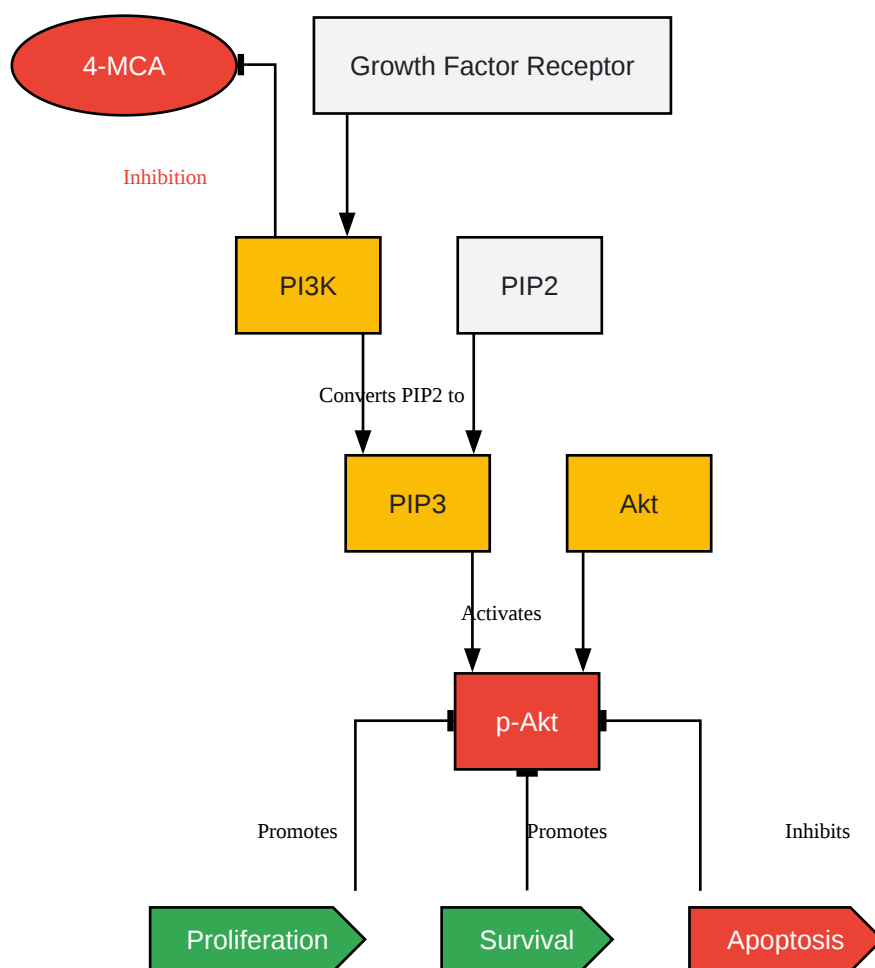 4-MCA
Growth Factor Receptor
Inhibition
PI3K
PIP2
Converts PIP2 to
PIP3
Akt
Activates
p-Akt
Promotes
Promotes
Inhibits
Proliferation
Survival
Apoptosis